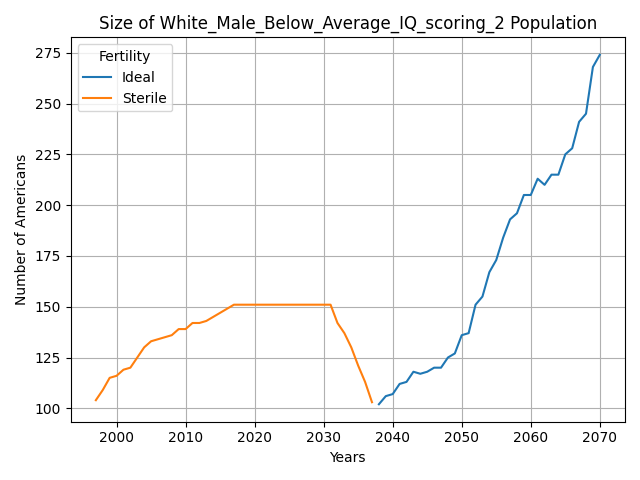 Size of White_Male_Below_Average_IQ_scoring_2 Population
Fertility
Ideal
Sterile
Number of Americans
275
250
225
200
175
150
125
100
2000
2010
2020
2030
2040
2050
2060
2070
Years